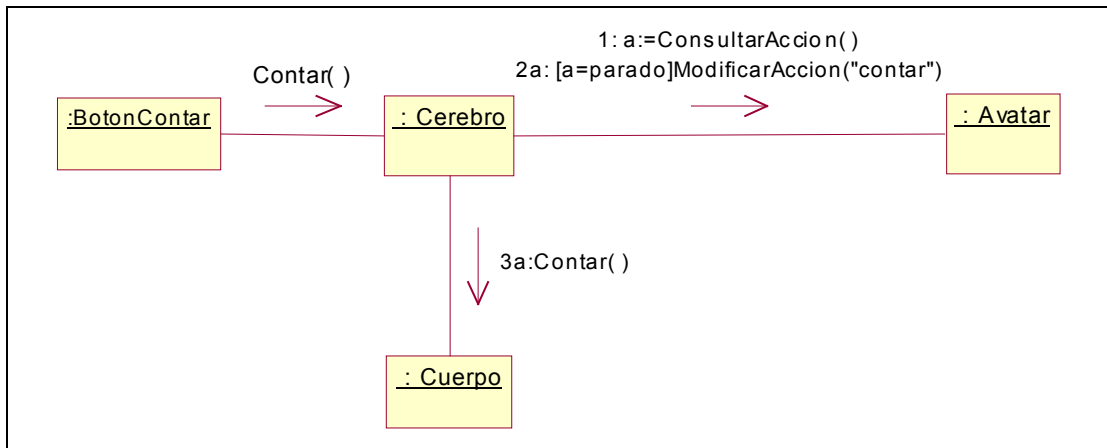 1: a:=ConsultarAccion( )
2a: [a=parado]ModificarAccion("contar")
Contar( )
:BotonContar
: Cerebro
: Avatar
3a:Contar( )
: Cuerpo